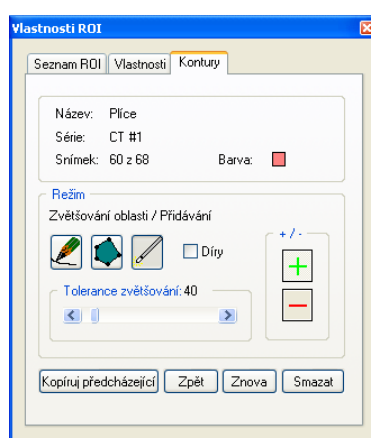 Vlastnosti ROI
Seznam ROI Vlastnosti Kontury
Název: Plíce
Série: CT #1
Snímek: 60 z 68 Barva:
Režim
Zvětšování oblasti / Přidávání
+ / -
Díry
Tolerance zvětšování: 40
Kopíruj předcházející Zpět Znova Smazat